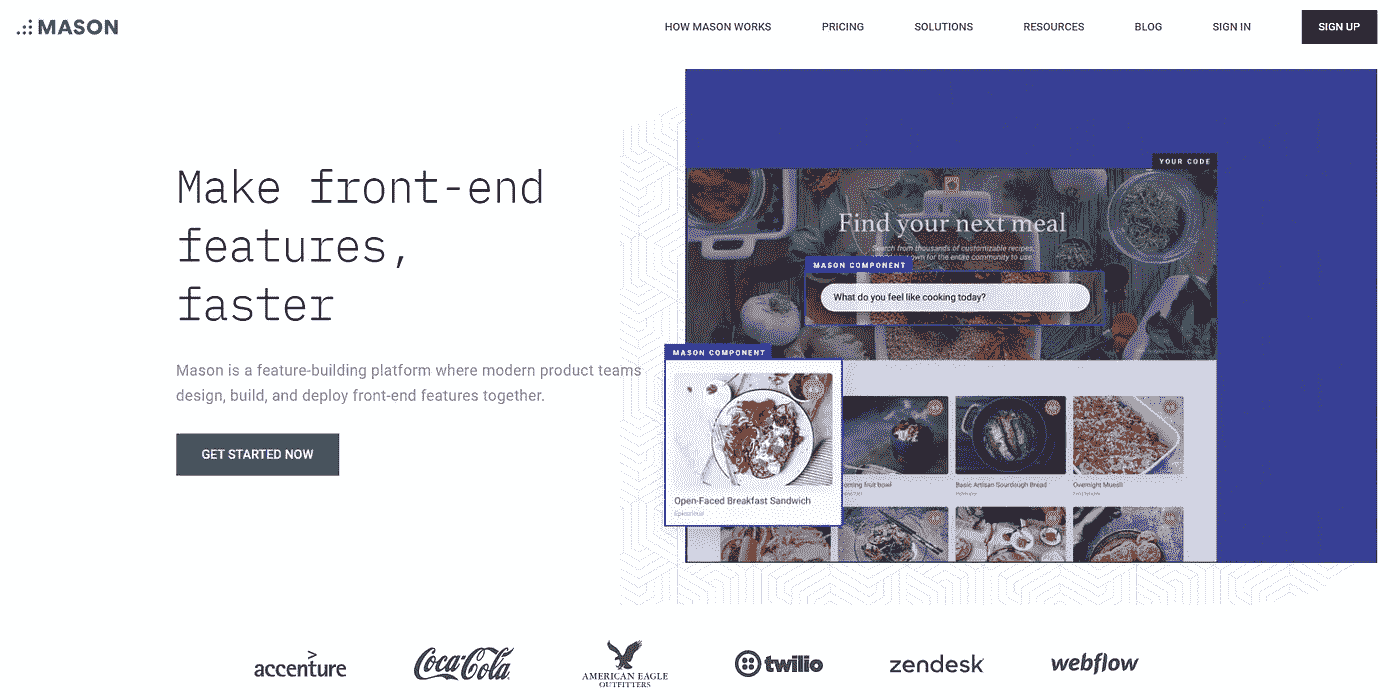 MASON
HOW MASON WORKS
PRICING
SOLUTIONS
RESOURCES
BLOG
SIGN IN
SIGN UP
Make front-end
features,
faster
Mason is a feature-building platform where modern product teams
design, build, and deploy front-end features together.
GET STARTED NOW
YOUR CODE
Find your next meal
Search from thousands of customizable recipes,
own for the entire community to use
MASON COMPONENT
What do you feel like cooking today?
MASON COMPONENT
Open-Faced Breakfast Sandwich
Epicurious
fruit bowl
Basic Artisan Sourdough Bread
Overnight Muesli
accenture
Coca-Cola
AMERICAN EAGLE
OUTFITTERS
twilio
zendesk
webflow